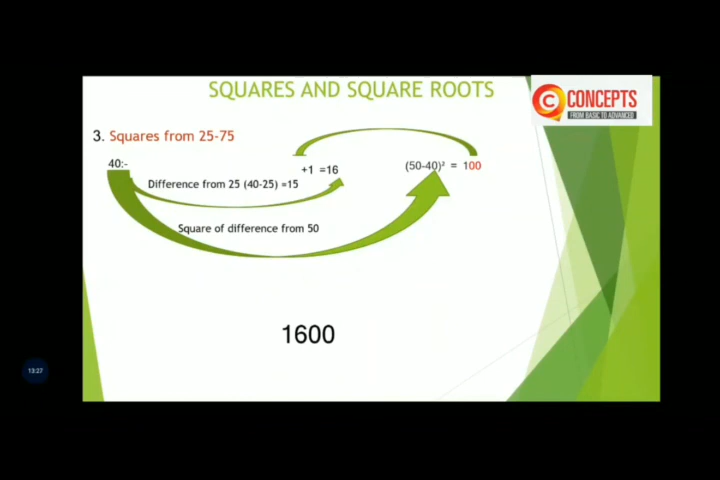 SQUARES AND SQUARE ROOTS
C CONCEPTS
FROM BASIC TO ADVANCED
3. Squares from 25-75
40:-
+1 =16
(50-40)² = 100
Difference from 25 (40-25) =15
Square of difference from 50
1600
13:27